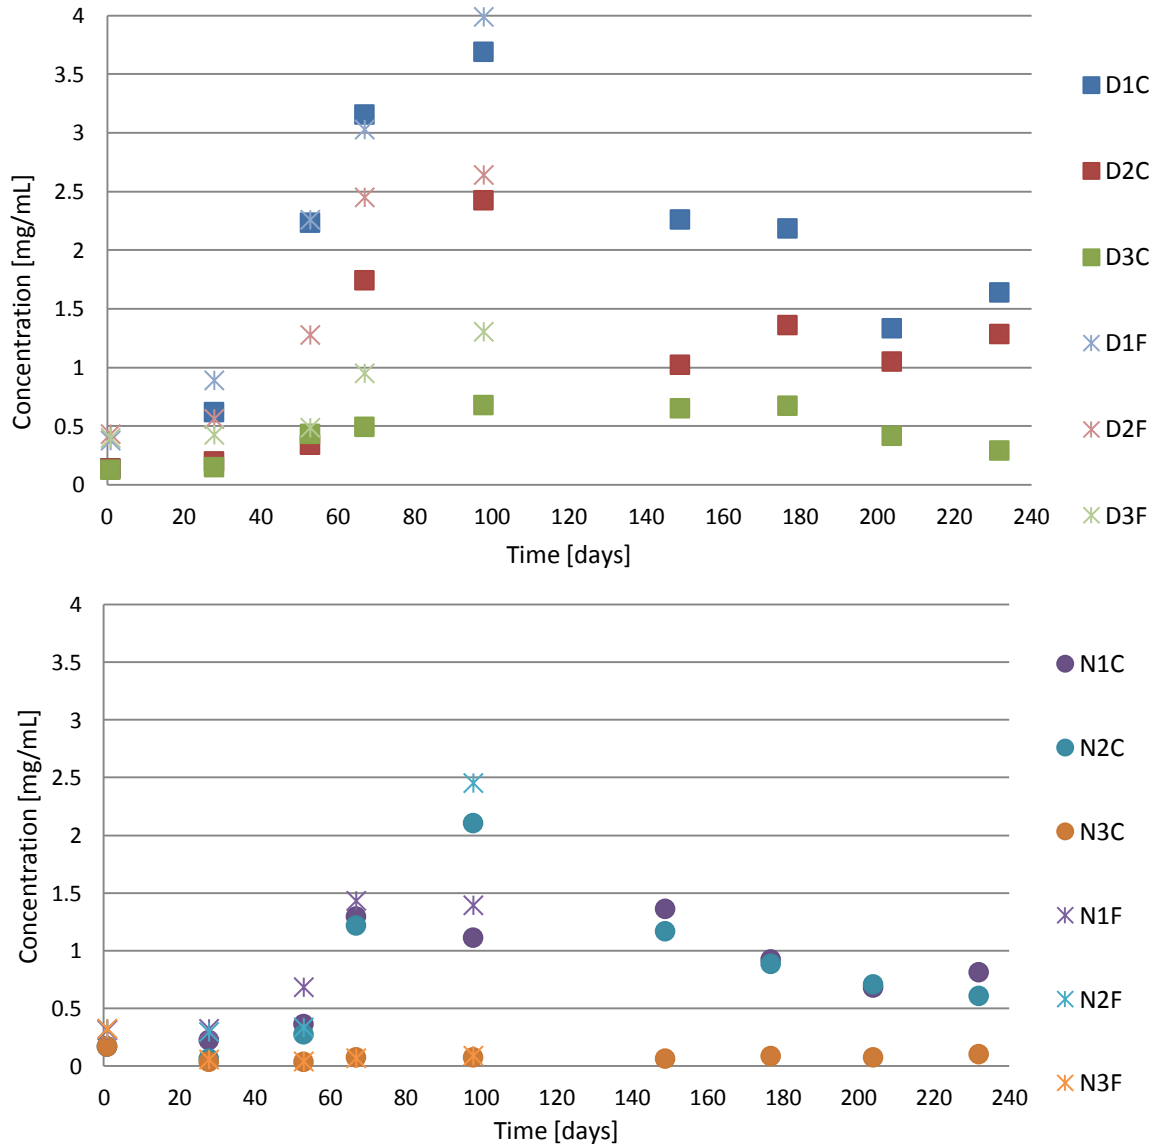 4
3.5
3
2.5
2
1.5
1
0.5
0
Concentration [mg/mL]
0 20 40 60 80 100 120 140 160 180 200 220 240
Time [days]
D1C
D2C
D3C
D1F
D2F
D3F
4
3.5
3
2.5
2
1.5
1
0.5
0
Concentration [mg/mL]
0 20 40 60 80 100 120 140 160 180 200 220 240
Time [days]
N1C
N2C
N3C
N1F
N2F
N3F